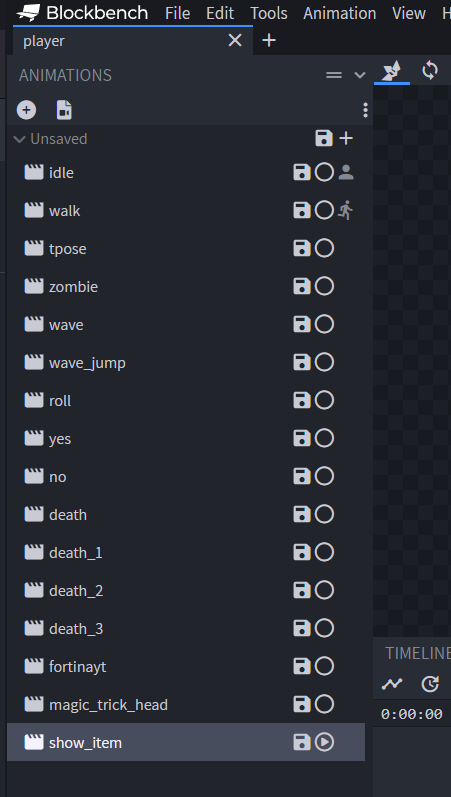 Blockbench File Edit Tools Animation View H
player
ANIMATIONS
Unsaved
idle
walk
tpose
zombie
wave
wave_jump
roll
yes
no
death
death_1
death_2
death_3
fortinayt
magic_trick_head
show_item
TIMELINE
0:00:00